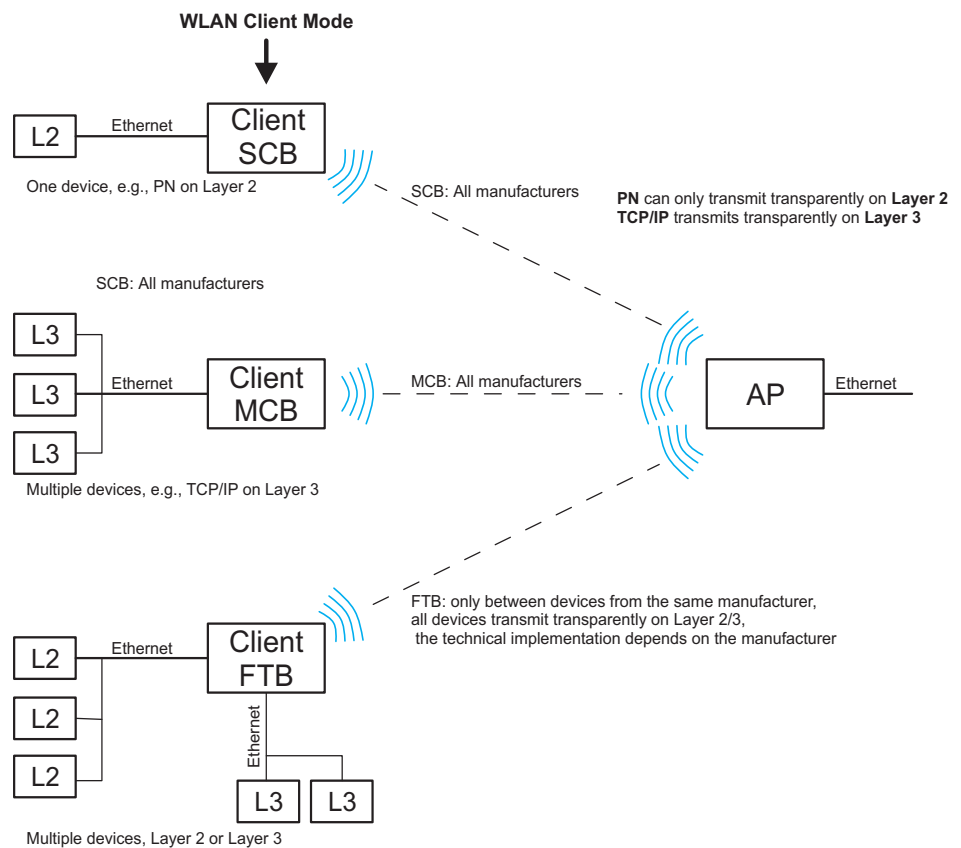 WLAN Client Mode
L2
Ethernet
Client
SCB
One device, e.g., PN on Layer 2
SCB: All manufacturers
PN can only transmit transparently on Layer 2
TCP/IP transmits transparently on Layer 3
SCB: All manufacturers
L3
L3
L3
Ethernet
Client
MCB
MCB: All manufacturers
AP
Ethernet
Multiple devices, e.g., TCP/IP on Layer 3
FTB: only between devices from the same manufacturer,
all devices transmit transparently on Layer 2/3,
the technical implementation depends on the manufacturer
L2
L2
L2
Ethernet
Client
FTB
Ethernet
L3
L3
Multiple devices, Layer 2 or Layer 3